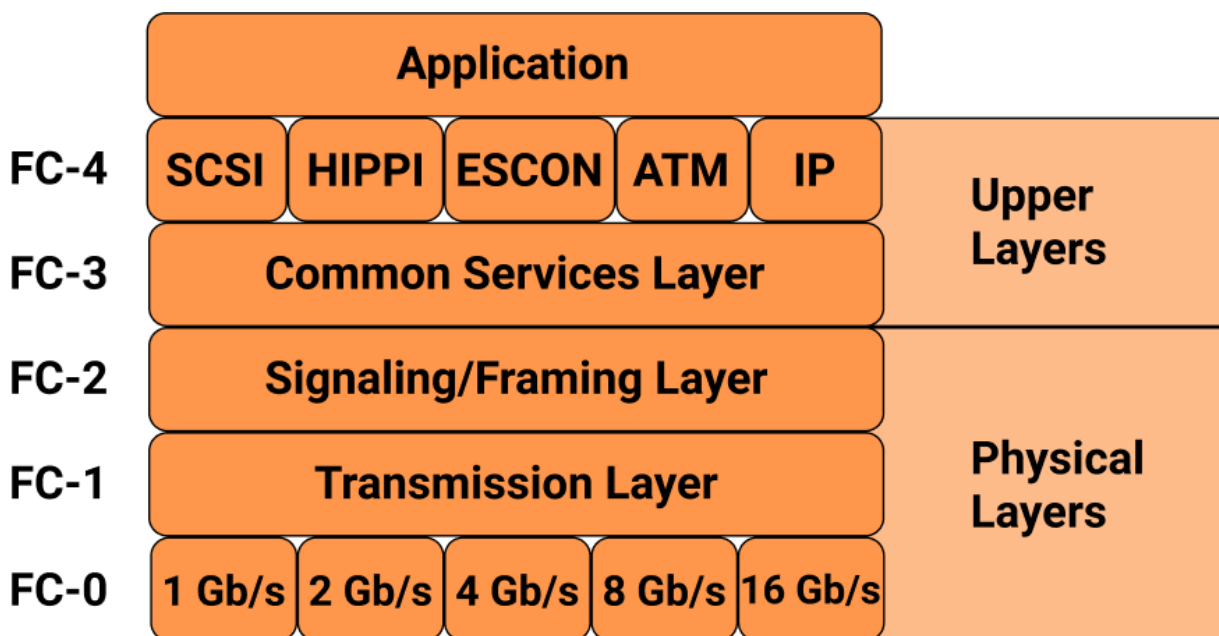 Application
FC-4 SCSI HIPPI ESCON ATM IP
Upper
Layers
FC-3 Common Services Layer
FC-2 Signaling/Framing Layer
FC-1 Transmission Layer
Physical
Layers
FC-0 1 Gb/s 2 Gb/s 4 Gb/s 8 Gb/s 16 Gb/s